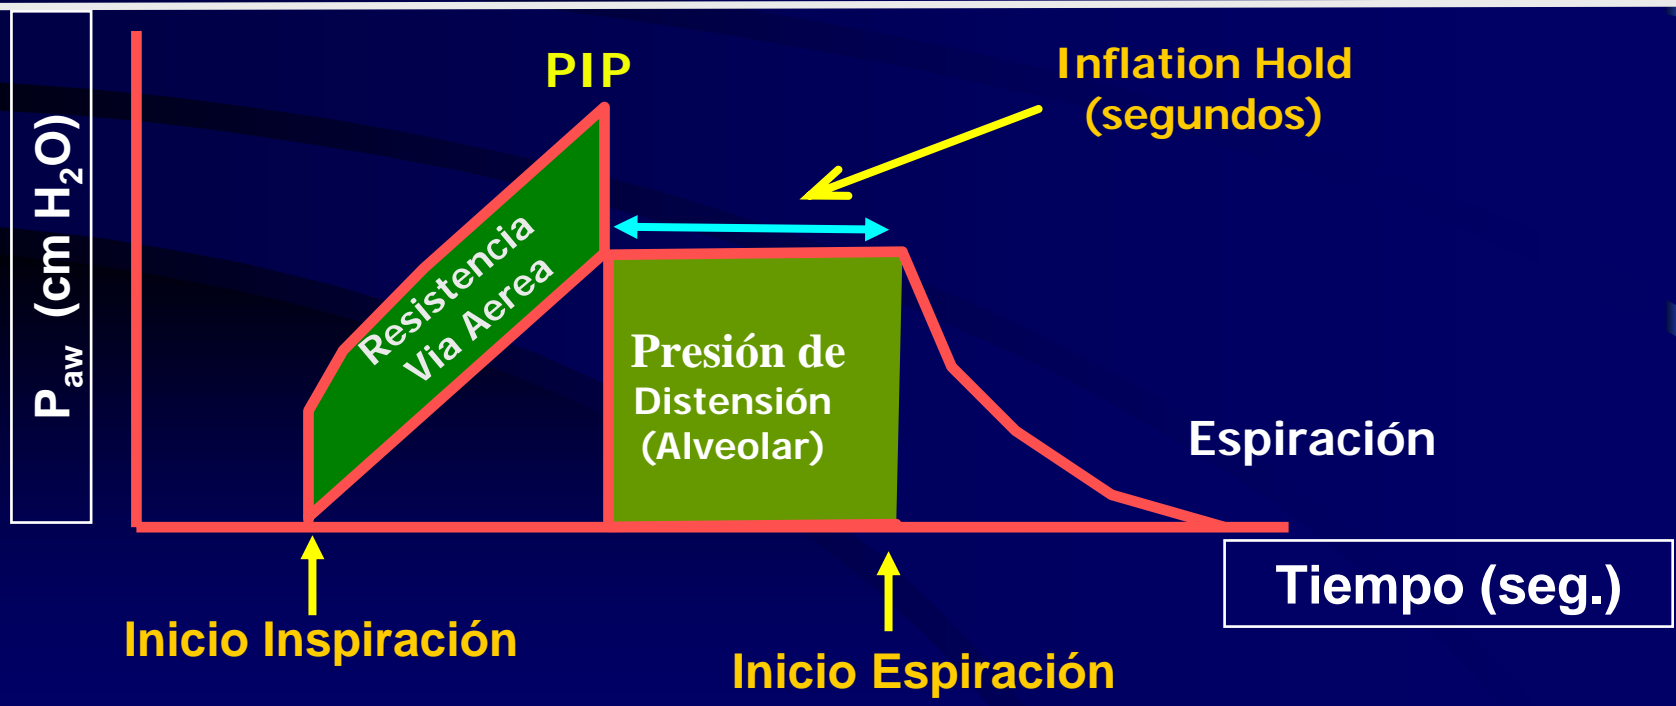 P aw (cm H2O)
PIP
Inflation Hold
(segundos)
Resistencia
Via Aerea
Presión de
Distensión
(Alveolar)
Espiración
Tiempo (seg.)
Inicio Inspiración
Inicio Espiración